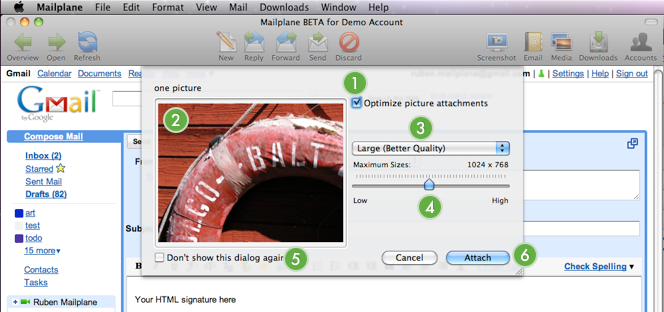 Mailplane File Edit Format View Mail Downloads Window Help
Mailplane BETA for Demo Account
Overview Open Refresh New Reply Forward Send Discard Screenshot Email Media Downloads Accounts
Gmail Calendar Documents Settings | Help | Sign out
one picture
1
Optimize picture attachments
Gmail
by Google
2
3
Large (Better Quality)
Compose Mail
Maximum Sizes: 1024 x 768
Inbox (2)
Starred
Sent Mail
Drafts (82)
BALT
Low High
4
art
test
todo
15 more▾
Don't show this dialog again
5
Cancel Attach
6
B
Check Spelling ▾
Contacts
Tasks
Ruben Mailplane
Your HTML signature here